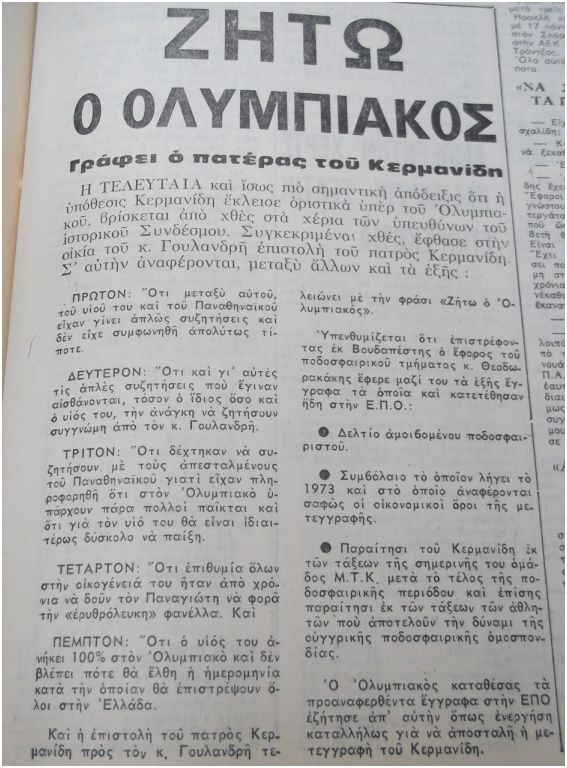 ΖΗΤΩ
Ο ΟΛΥΜΠΙΑΚΟΣ
Γράφει ὁ πατέρας τοῦ Κερμανίδη
Η ΤΕΛΕΥΤΑΙΑ καὶ ἴσως πιὸ σημαντικὴ ἀπόδειξις ὅτι ἡ
ὑπόθεσις Κερμανίδη ἔκλεισε ὁριστικὰ ὑπὲρ τοῦ Ὀλυμπια-
κοῦ, βρίσκεται ἀπὸ χθὲς στὰ χέρια τῶν ὑπευθύνων τοῦ
ἱστορικοῦ Συνδέσμου. Συγκεκριμένα χθές, ἔφθασε στὴν
οἰκία τοῦ κ. Γουλανδρῆ ἐπιστολὴ τοῦ πατρὸς Κερμανίδη.
Σ' αὐτὴν ἀναφέρονται, μεταξὺ ἄλλων καὶ τὰ ἑξῆς :
ΠΡΩΤΟΝ: Ὅτι μεταξὺ αὐτοῦ,
τοῦ υἱοῦ του καὶ τοῦ Παναθηναϊκοῦ
εἶχαν γίνει ἁπλῶς συζητήσεις καὶ
δὲν εἶχε συμφωνηθῆ ἀπολύτως τί-
ποτε.
ΔΕΥΤΕΡΟΝ: Ὅτι καὶ γι' αὐτὲς
τὶς ἁπλὲς συζητήσεις ποὺ ἔγιναν
αἰσθάνονται, τόσον ὁ ἴδιος ὅσο καὶ
ὁ υἱός του, τὴν ἀνάγκη νὰ ζητήσουν
συγγνώμη ἀπὸ τὸν κ. Γουλανδρῆ.
ΤΡΙΤΟΝ: Ὅτι δέχτηκαν νὰ συ-
ζητήσουν μὲ τοὺς ἀπεσταλμένους
τοῦ Παναθηναϊκοῦ γιατὶ εἶχαν πλη-
ροφορηθῆ ὅτι στὸν Ὀλυμπιακὸ ὑ-
πάρχουν πάρα πολλοὶ παῖκται καὶ
ὅτι γιὰ τὸν υἱό του θὰ εἶναι ἰδιαι-
τέρως δύσκολο νὰ παίξη.
ΤΕΤΑΡΤΟΝ: Ὅτι ἐπιθυμία ὅλων
στὴν οἰκογένειά του ἦταν ἀπὸ χρό-
νια νὰ δοῦν τὸν Παναγιώτη νὰ φορᾶ
τὴν «ἐρυθρόλευκη» φανέλλα. Καὶ
ΠΕΜΠΤΟΝ: Ὅτι ὁ υἱός του ἀ-
νήκει 100% στὸν Ὀλυμπιακὸ καὶ δὲν
βλέπει πότε θὰ ἔλθη ἡ ἡμερομηνία
κατὰ τὴν ὁποίαν θὰ ἐπιστρέψουν ὅ-
λοι στὴν Ἑλλάδα.
Καὶ ἡ ἐπιστολὴ τοῦ πατρὸς Κερ-
μανίδη πρὸς τὸν κ. Γουλανδρῆ τε-
λειώνει μὲ τὴν φράσι «Ζήτω ὁ Ὀ-
λυμπιακός».
Ὑπενθυμίζεται ὅτι ἐπιστρέφον-
τας ἐκ Βουδαπέστης ὁ ἔφορος τοῦ
ποδοσφαιρικοῦ τμήματος κ. Θεοδω-
ρακάκης ἔφερε μαζί του τὰ ἑξῆς ἔγ-
γραφα τὰ ὁποῖα καὶ κατετέθησαν
ἤδη στὴν Ε.Π.Ο.:
● Δελτίο ἀμοιβομένου ποδοσφαι-
ριστοῦ.
● Συμβόλαιο τὸ ὁποῖον λήγει τὸ
1973 καὶ στὸ ὁποῖο ἀναφέρονται
σαφῶς οἱ οἰκονομικοὶ ὅροι τῆς με-
τεγγραφῆς.
● Παραίτησι τοῦ Κερμανίδη ἐκ
τῶν τάξεων τῆς σημερινῆς του ὁμά-
δος Μ.Τ.Κ. μετὰ τὸ τέλος τῆς πο-
δοσφαιρικῆς περιόδου καὶ ἐπίσης
παραίτησι ἐκ τῶν τάξεων τῶν ἀθλη-
τῶν ποὺ ἀποτελοῦν τὴν δύναμι τῆς
οὑγγρικῆς ποδοσφαιρικῆς ὁμοσπον-
δίας.
Ὁ Ὀλυμπιακὸς καταθέσας τὰ
προαναφερθέντα ἔγγραφα στὴν ΕΠΟ
ἐζήτησε ἀπ' αὐτὴν ὅπως ἐνεργήση
καταλλήλως γιὰ νὰ ἀποσταλῆ ἡ με-
τεγγραφὴ τοῦ Κερμανίδη.